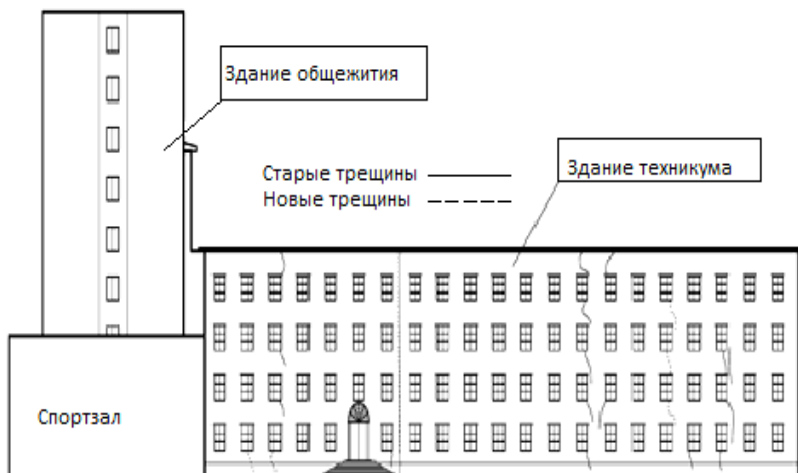 Здание общежития
Старые трещины
Новые трещины
Здание техникума
Спортзал